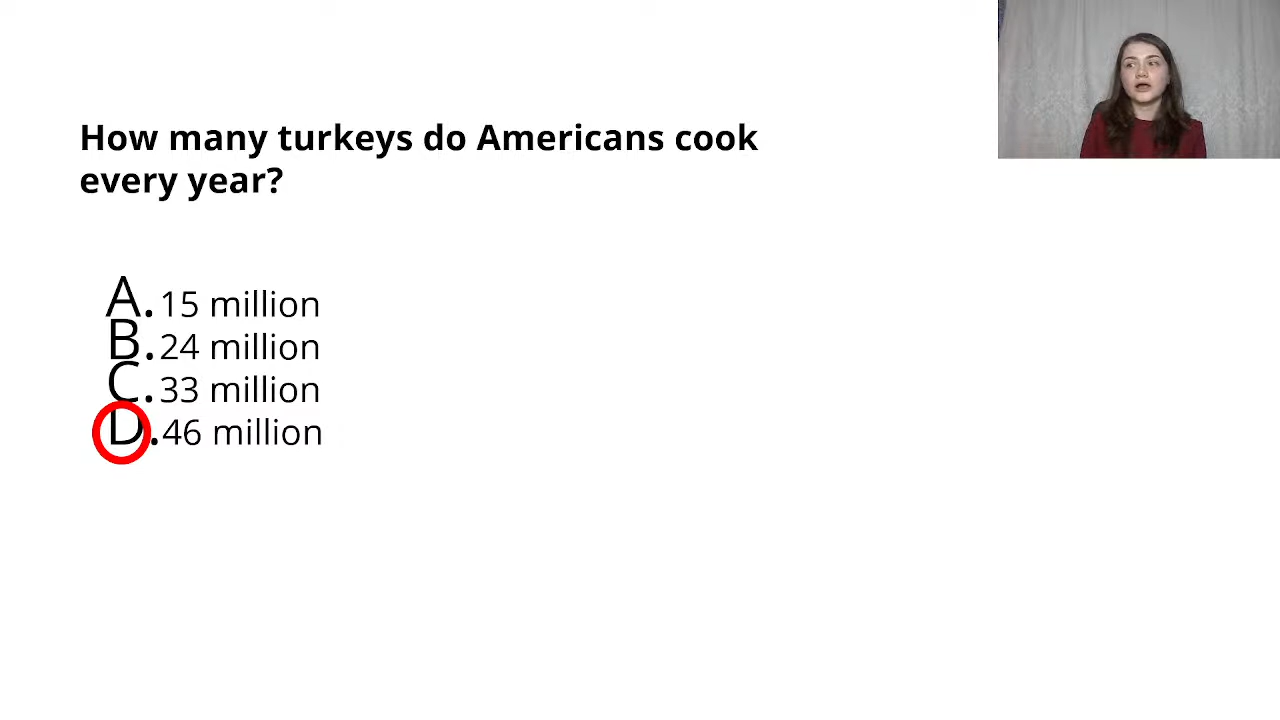 How many turkeys do Americans cook
every year?
A. 15 million
B. 24 million
C. 33 million
D. 46 million